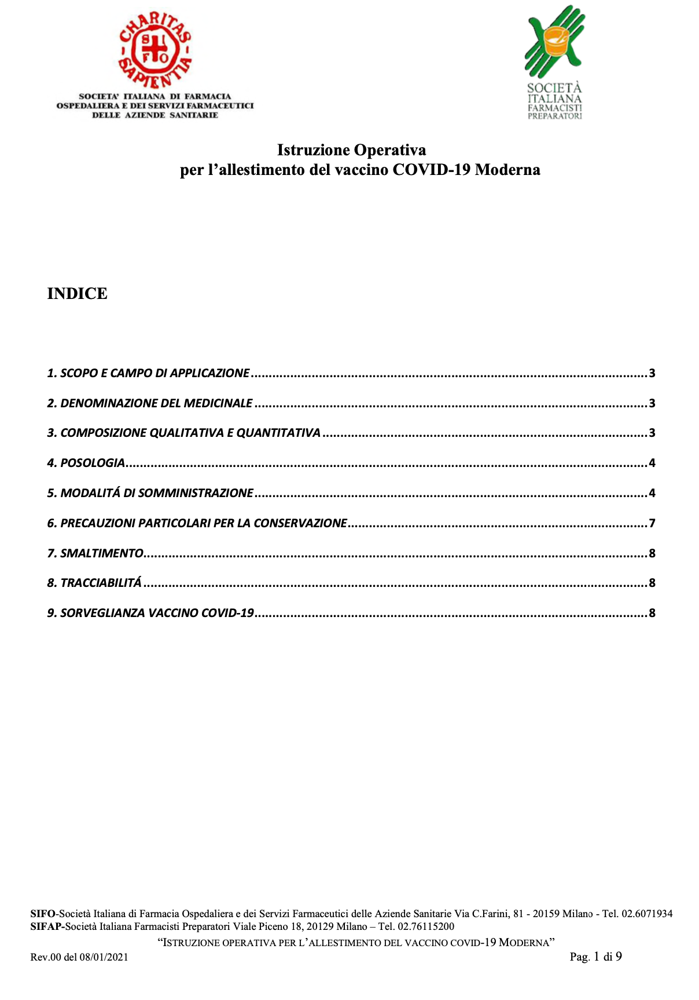 CHARITAS
SIFO
SAPIENTIA
SOCIETA' ITALIANA DI FARMACIA
OSPEDALIERA E DEI SERVIZI FARMACEUTICI
DELLE AZIENDE SANITARIE
SOCIETÀ
ITALIANA
FARMACISTI
PREPARATORI
Istruzione Operativa
per l’allestimento del vaccino COVID-19 Moderna
INDICE
1. SCOPO E CAMPO DI APPLICAZIONE ........ 3
2. DENOMINAZIONE DEL MEDICINALE ........ 3
3. COMPOSIZIONE QUALITATIVA E QUANTITATIVA ........ 3
4. POSOLOGIA ........ 4
5. MODALITÁ DI SOMMINISTRAZIONE ........ 4
6. PRECAUZIONI PARTICOLARI PER LA CONSERVAZIONE ........ 7
7. SMALTIMENTO ........ 8
8. TRACCIABILITÁ ........ 8
9. SORVEGLIANZA VACCINO COVID-19 ........ 8
SIFO-Società Italiana di Farmacia Ospedaliera e dei Servizi Farmaceutici delle Aziende Sanitarie Via C.Farini, 81 - 20159 Milano - Tel. 02.6071934
SIFAP-Società Italiana Farmacisti Preparatori Viale Piceno 18, 20129 Milano – Tel. 02.76115200
“ISTRUZIONE OPERATIVA PER L’ALLESTIMENTO DEL VACCINO COVID-19 MODERNA”
Rev.00 del 08/01/2021 Pag. 1 di 9